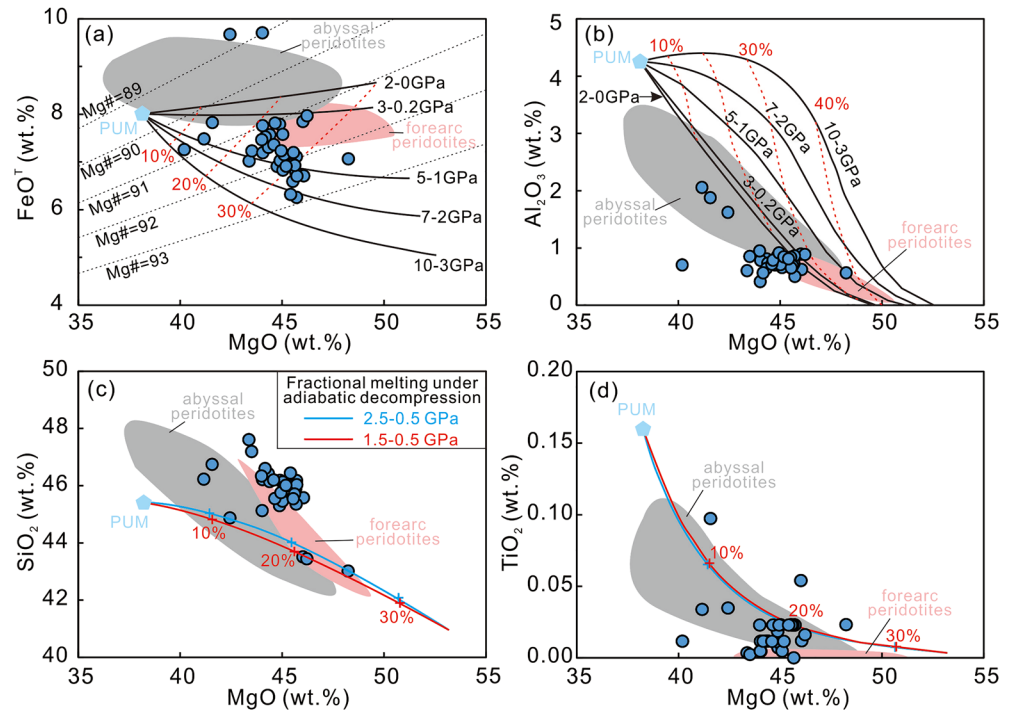 (a)
abyssal
peridotites
Mg#=89
2-0GPa
3-0.2GPa
PUM
forearc
peridotites
Mg#=90
10%
20%
30%
5-1GPa
Mg#=91
7-2GPa
Mg#=92
10-3GPa
Mg#=93
10
8
6
4
FeOᵀ (wt.%)
35
40
45
50
55
MgO (wt.%)
(b)
10%
30%
PUM
2-0GPa
40%
7-2GPa
5-1GPa
10-3GPa
3-0.2GPa
abyssal
peridotites
forearc
peridotites
5
4
3
2
1
0
Al₂O₃ (wt.%)
35
40
45
50
55
MgO (wt.%)
(c)
Fractional melting under
adiabatic decompression
2.5-0.5 GPa
1.5-0.5 GPa
abyssal
peridotites
PUM
10%
forearc
peridotites
20%
30%
50
48
46
44
42
40
SiO₂ (wt.%)
35
40
45
50
55
MgO (wt.%)
(d)
PUM
abyssal
peridotites
10%
20%
forearc
peridotites
30%
0.20
0.15
0.10
0.05
0.00
TiO₂ (wt.%)
35
40
45
50
55
MgO (wt.%)